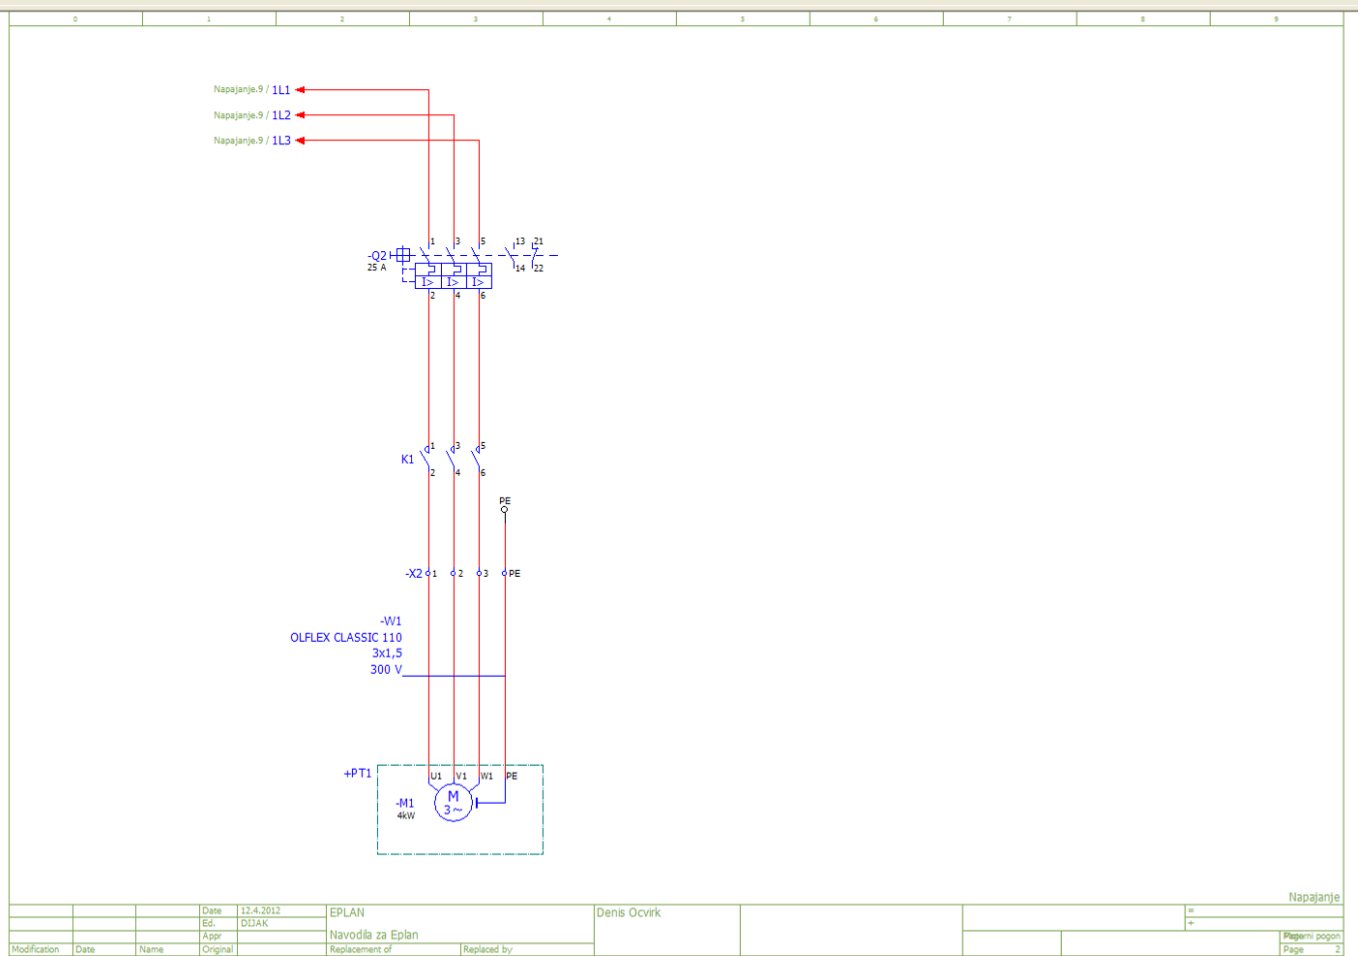 0 1 2 3 4 5 6 7 8 9
Napajanje.9 / 1L1
Napajanje.9 / 1L2
Napajanje.9 / 1L3
1 3 5 13 21
-Q2
25 A
14 22
I> I> I>
2 4 6
1 3 5
K1
2 4 6
PE
-X2 1 2 3 PE
-W1
OLFLEX CLASSIC 110
3x1,5
300 V
+PT1
U1 V1 W1 PE
M
3 ~
-M1
4kW
Napajanje
Date 12.4.2012 EPLAN Denis Ocvirk =
Ed. DIJAK +
Appr Navodila za Eplan pogon
Modification Date Name Original Replacement of Replaced by Page 2